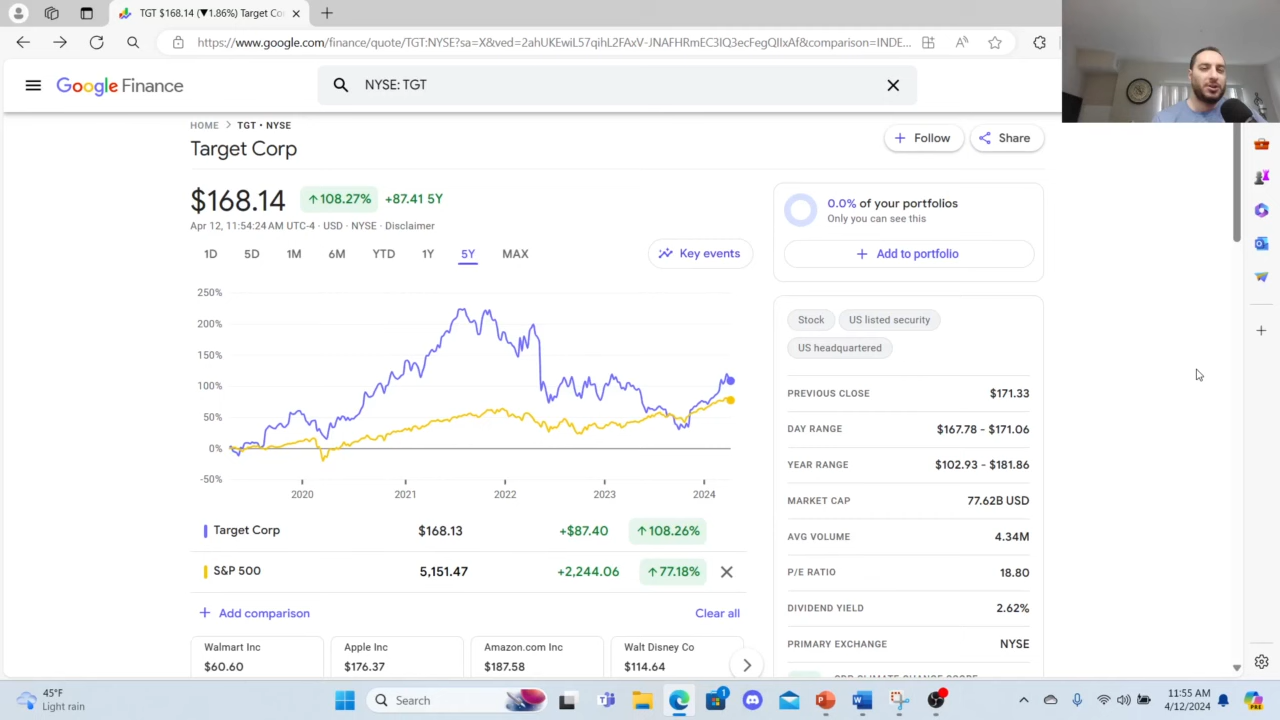 TGT $168.14 (▼1.86%) Target Co
https://www.google.com/finance/quote/TGT:NYSE?sa=X&ved=2ahUKEwiL57qihL2FAxV-JNAFHRmEC3IQ3ecFegQIIxAf&comparison=INDE...
Google Finance
NYSE: TGT
HOME > TGT • NYSE
Target Corp
Follow
Share
$168.14
↑108.27%
+87.41 5Y
Apr 12, 11:54:24 AM UTC-4 · USD · NYSE · Disclaimer
1D 5D 1M 6M YTD 1Y 5Y MAX
Key events
250%
200%
150%
100%
50%
0%
-50%
2020 2021 2022 2023 2024
Target Corp $168.13 +$87.40 ↑108.26%
S&P 500 5,151.47 +2,244.06 ↑77.18%
+ Add comparison
Clear all
Walmart Inc
$60.60
Apple Inc
$176.37
Amazon.com Inc
$187.58
Walt Disney Co
$114.64
0.0% of your portfolios
Only you can see this
+ Add to portfolio
Stock
US listed security
US headquartered
PREVIOUS CLOSE $171.33
DAY RANGE $167.78 - $171.06
YEAR RANGE $102.93 - $181.86
MARKET CAP 77.62B USD
AVG VOLUME 4.34M
P/E RATIO 18.80
DIVIDEND YIELD 2.62%
PRIMARY EXCHANGE NYSE
45°F
Light rain
Search
1
11:55 AM
4/12/2024
PRE